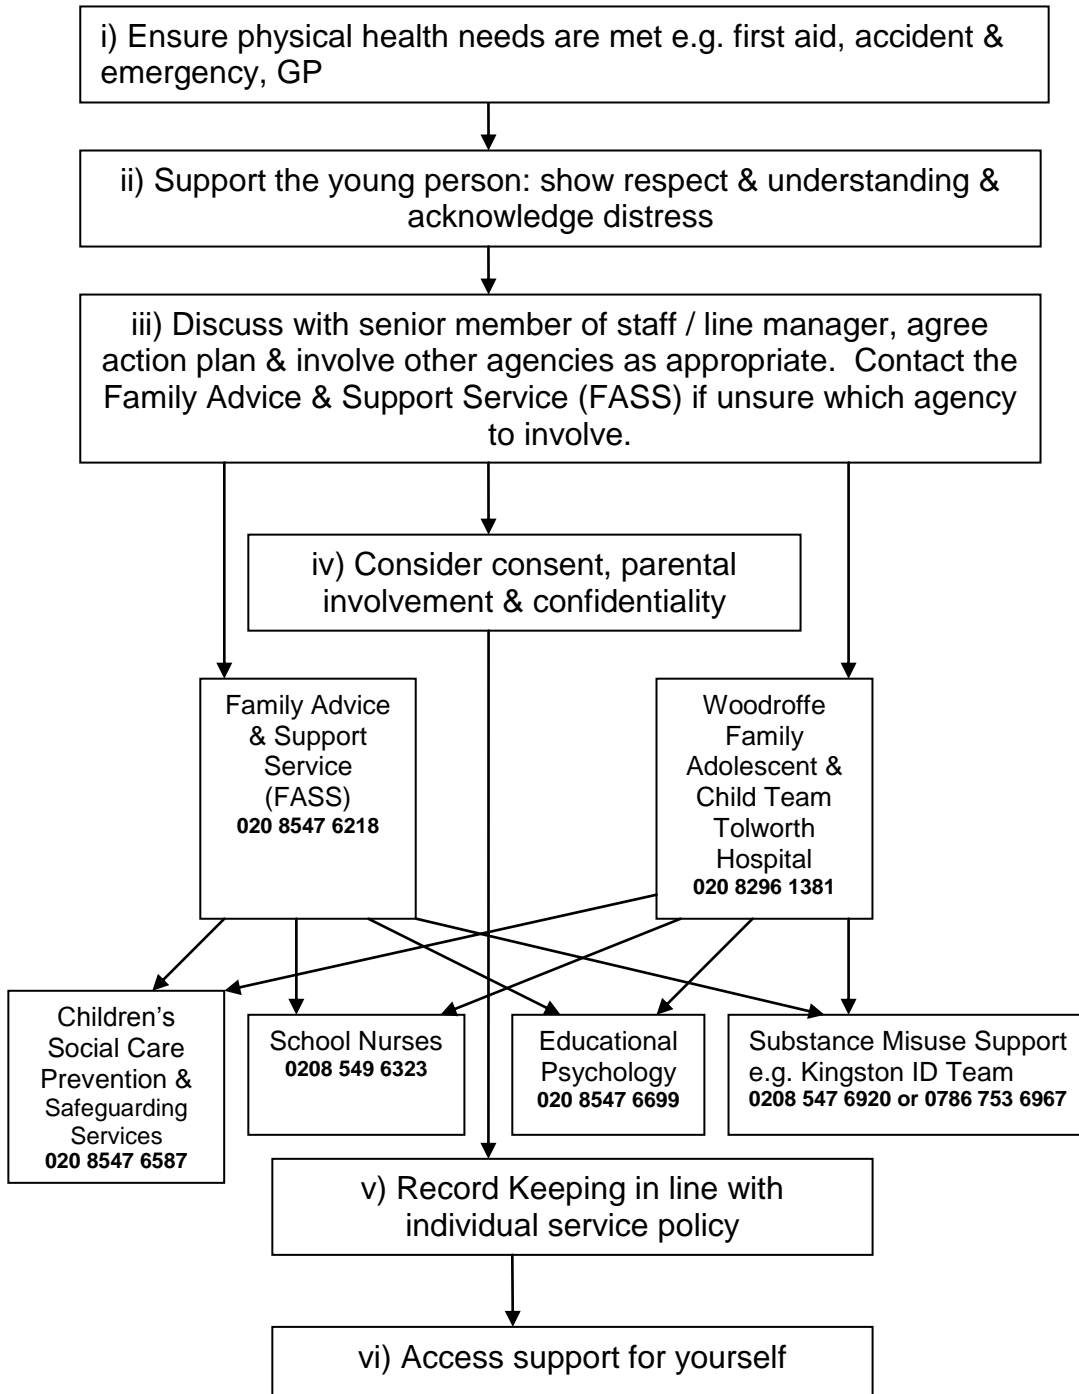 i) Ensure physical health needs are met e.g. first aid, accident &
emergency, GP
ii) Support the young person: show respect & understanding &
acknowledge distress
iii) Discuss with senior member of staff / line manager, agree
action plan & involve other agencies as appropriate.  Contact the
Family Advice & Support Service (FASS) if unsure which agency
to involve.
iv) Consider consent, parental
involvement & confidentiality
Family Advice
& Support
Service
(FASS)
020 8547 6218
Woodroffe
Family
Adolescent &
Child Team
Tolworth
Hospital
020 8296 1381
Children’s
Social Care
Prevention &
Safeguarding
Services
020 8547 6587
School Nurses
0208 549 6323
Educational
Psychology
020 8547 6699
Substance Misuse Support
e.g. Kingston ID Team
0208 547 6920 or 0786 753 6967
v) Record Keeping in line with
individual service policy
vi) Access support for yourself